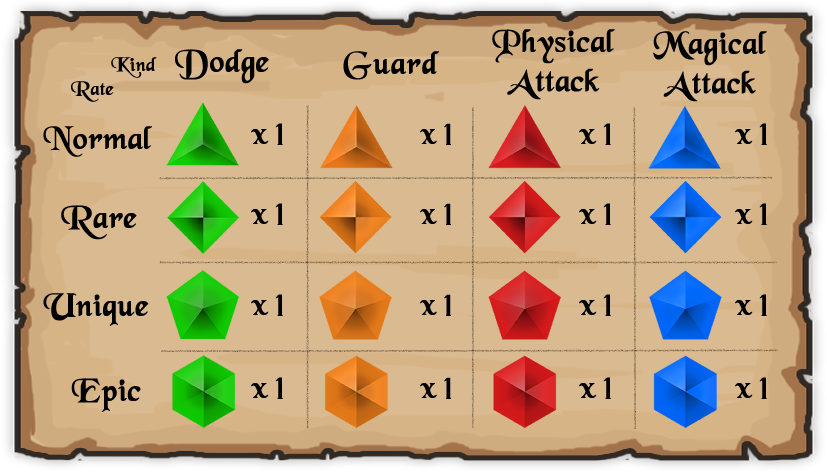 Kind Dodge Guard Physical Attack Magical Attack
Rate
Normal x 1 x 1 x 1 x 1
Rare x 1 x 1 x 1 x 1
Unique x 1 x 1 x 1 x 1
Epic x 1 x 1 x 1 x 1